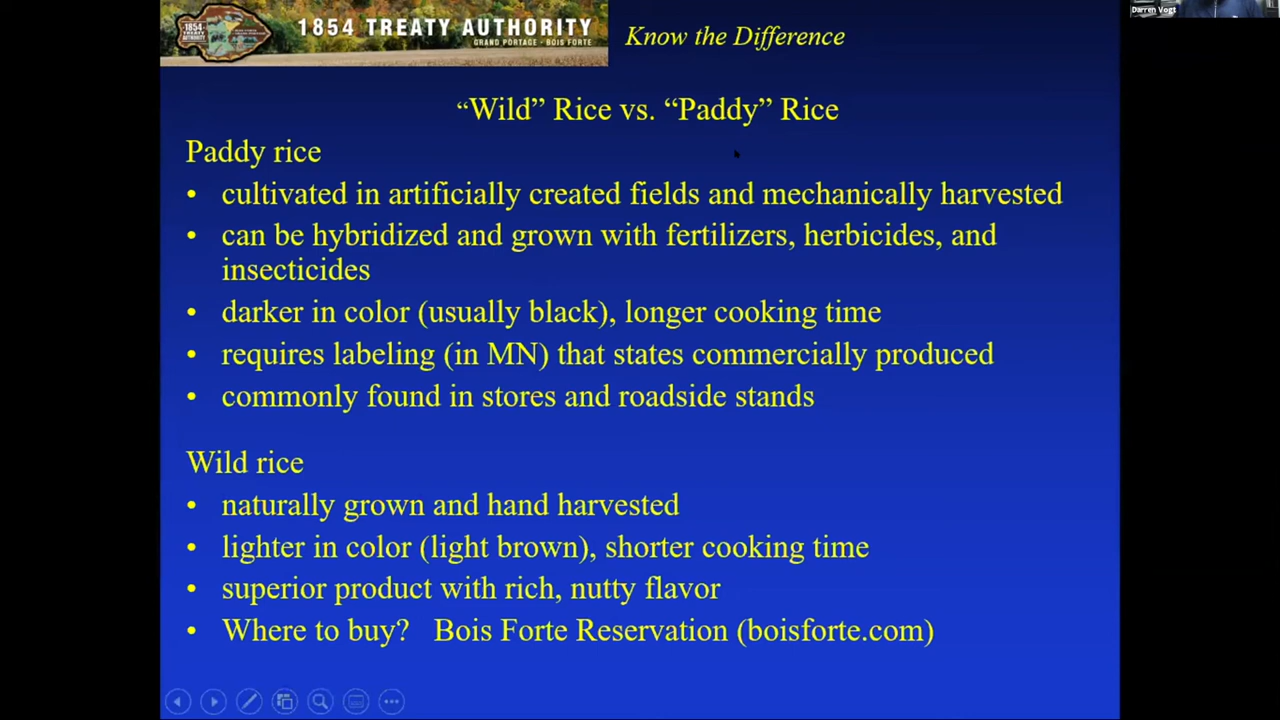 1854 TREATY AUTHORITY
GRAND PORTAGE - BOIS FORTE
1854
Know the Difference
Darren Vogt
“Wild” Rice vs. “Paddy” Rice
Paddy rice
• cultivated in artificially created fields and mechanically harvested
• can be hybridized and grown with fertilizers, herbicides, and
insecticides
• darker in color (usually black), longer cooking time
• requires labeling (in MN) that states commercially produced
• commonly found in stores and roadside stands
Wild rice
• naturally grown and hand harvested
• lighter in color (light brown), shorter cooking time
• superior product with rich, nutty flavor
• Where to buy? Bois Forte Reservation (boisforte.com)